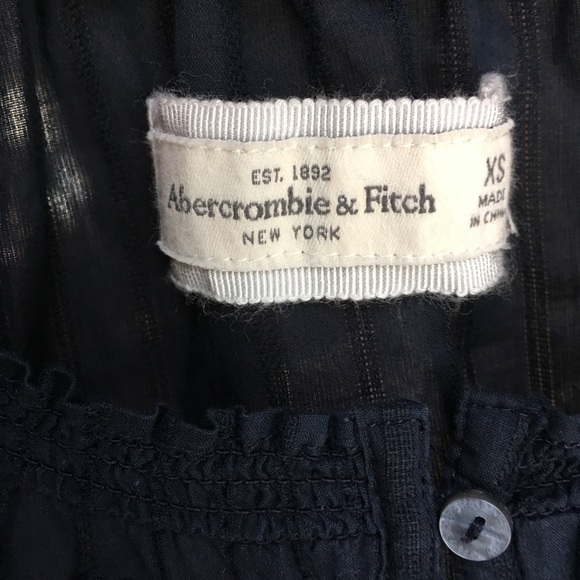 EST. 1892
Abercrombie & Fitch
NEW YORK
XS
MADE
IN CHINA